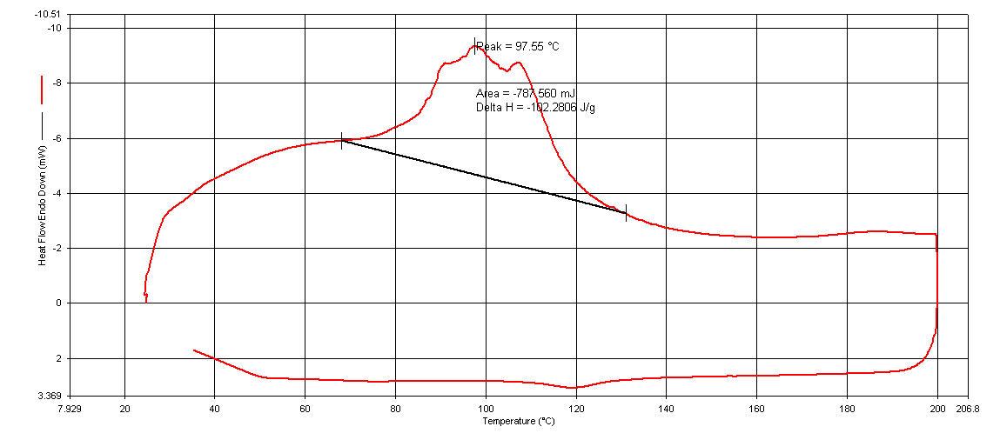 -10.51
-10
-8
-6
-4
-2
0
2
3.369
Heat Flow Endo Down (mW)
Peak = 97.55 °C
Area = -787.560 mJ
Delta H = -102.2806 J/g
7.929 20 40 60 80 100 120 140 160 180 200 206.8
Temperature (°C)